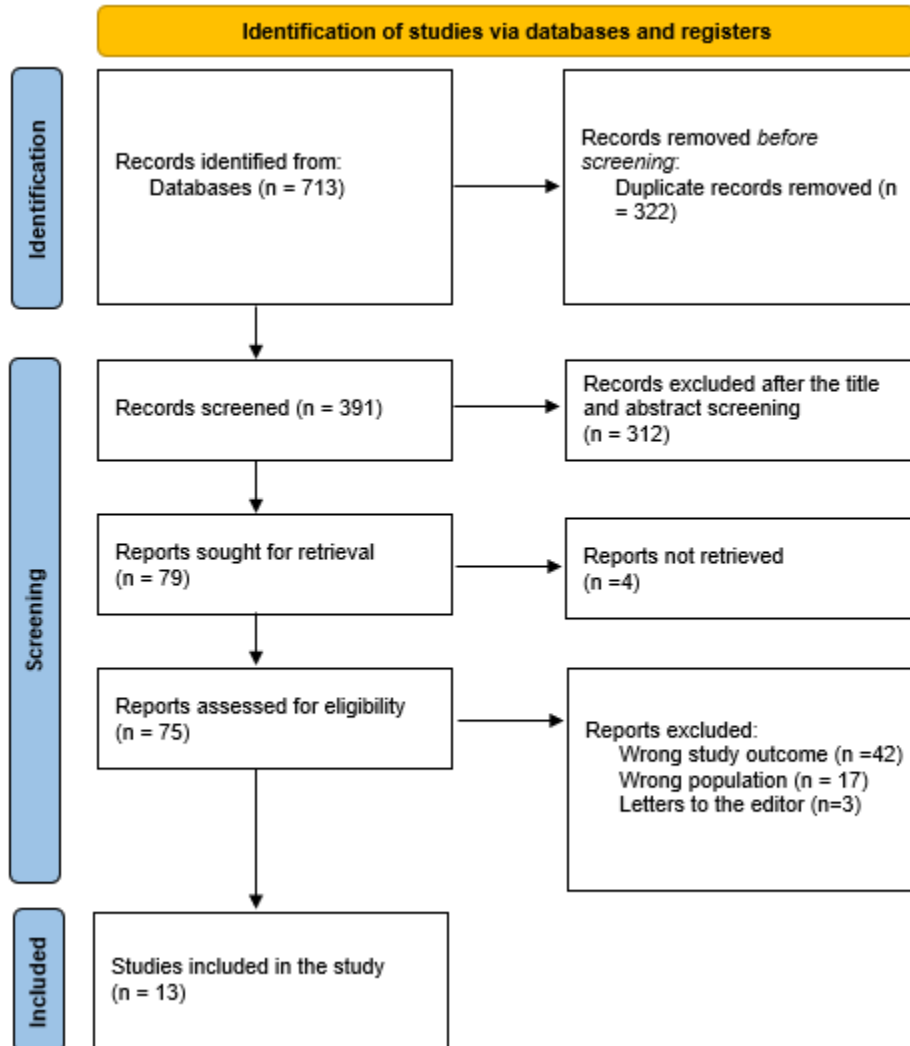 Identification of studies via databases and registers
Identification
Records identified from:
Databases (n = 713)
Records removed before
screening:
Duplicate records removed (n
= 322)
Screening
Records screened (n = 391)
Records excluded after the title
and abstract screening
(n = 312)
Reports sought for retrieval
(n = 79)
Reports not retrieved
(n =4)
Reports assessed for eligibility
(n = 75)
Reports excluded:
Wrong study outcome (n =42)
Wrong population (n = 17)
Letters to the editor (n=3)
Included
Studies included in the study
(n = 13)